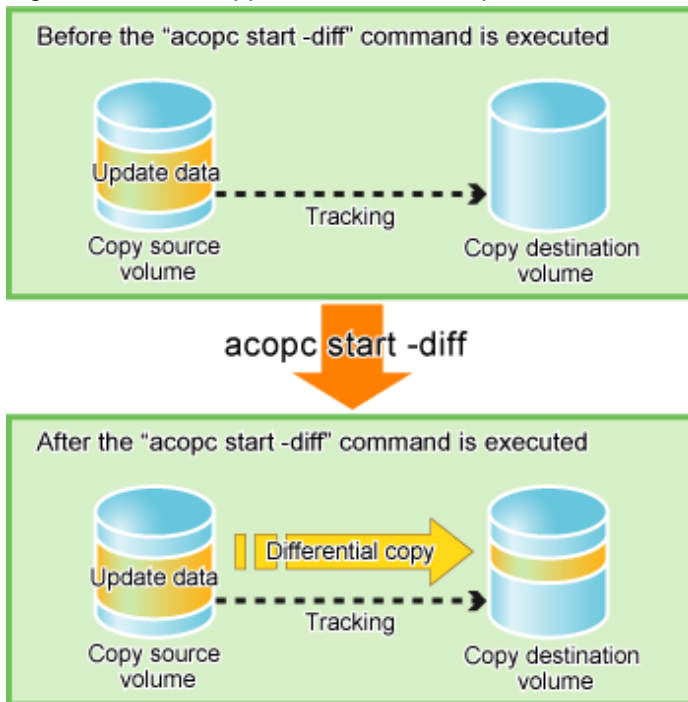 Before the “acopc start -diff” command is executed
Update data
Tracking
Copy source
volume
Copy destination
volume
acopc start -diff
After the “acopc start -diff” command is executed
Differential copy
Update data
Tracking
Copy source
volume
Copy destination
volume